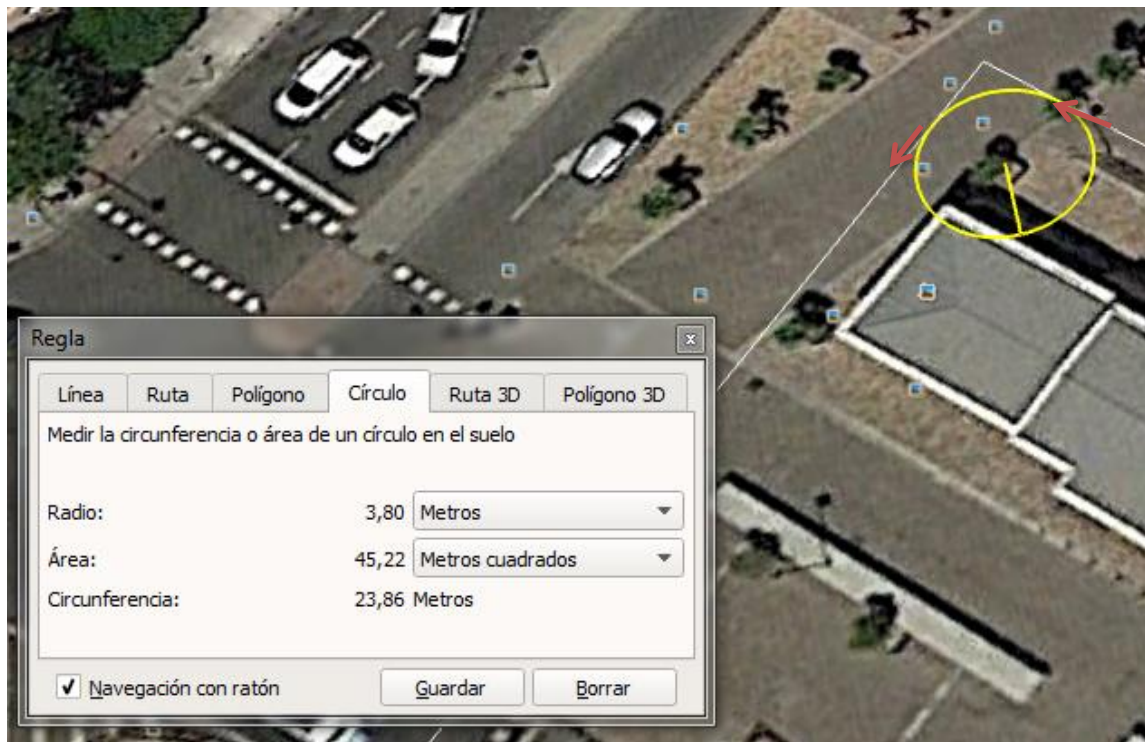 Regla
Línea Ruta Polígono Círculo Ruta 3D Polígono 3D
Medir la circunferencia o área de un círculo en el suelo
Radio: 3,80 Metros
Área: 45,22 Metros cuadrados
Circunferencia: 23,86 Metros
Navegación con ratón Guardar Borrar